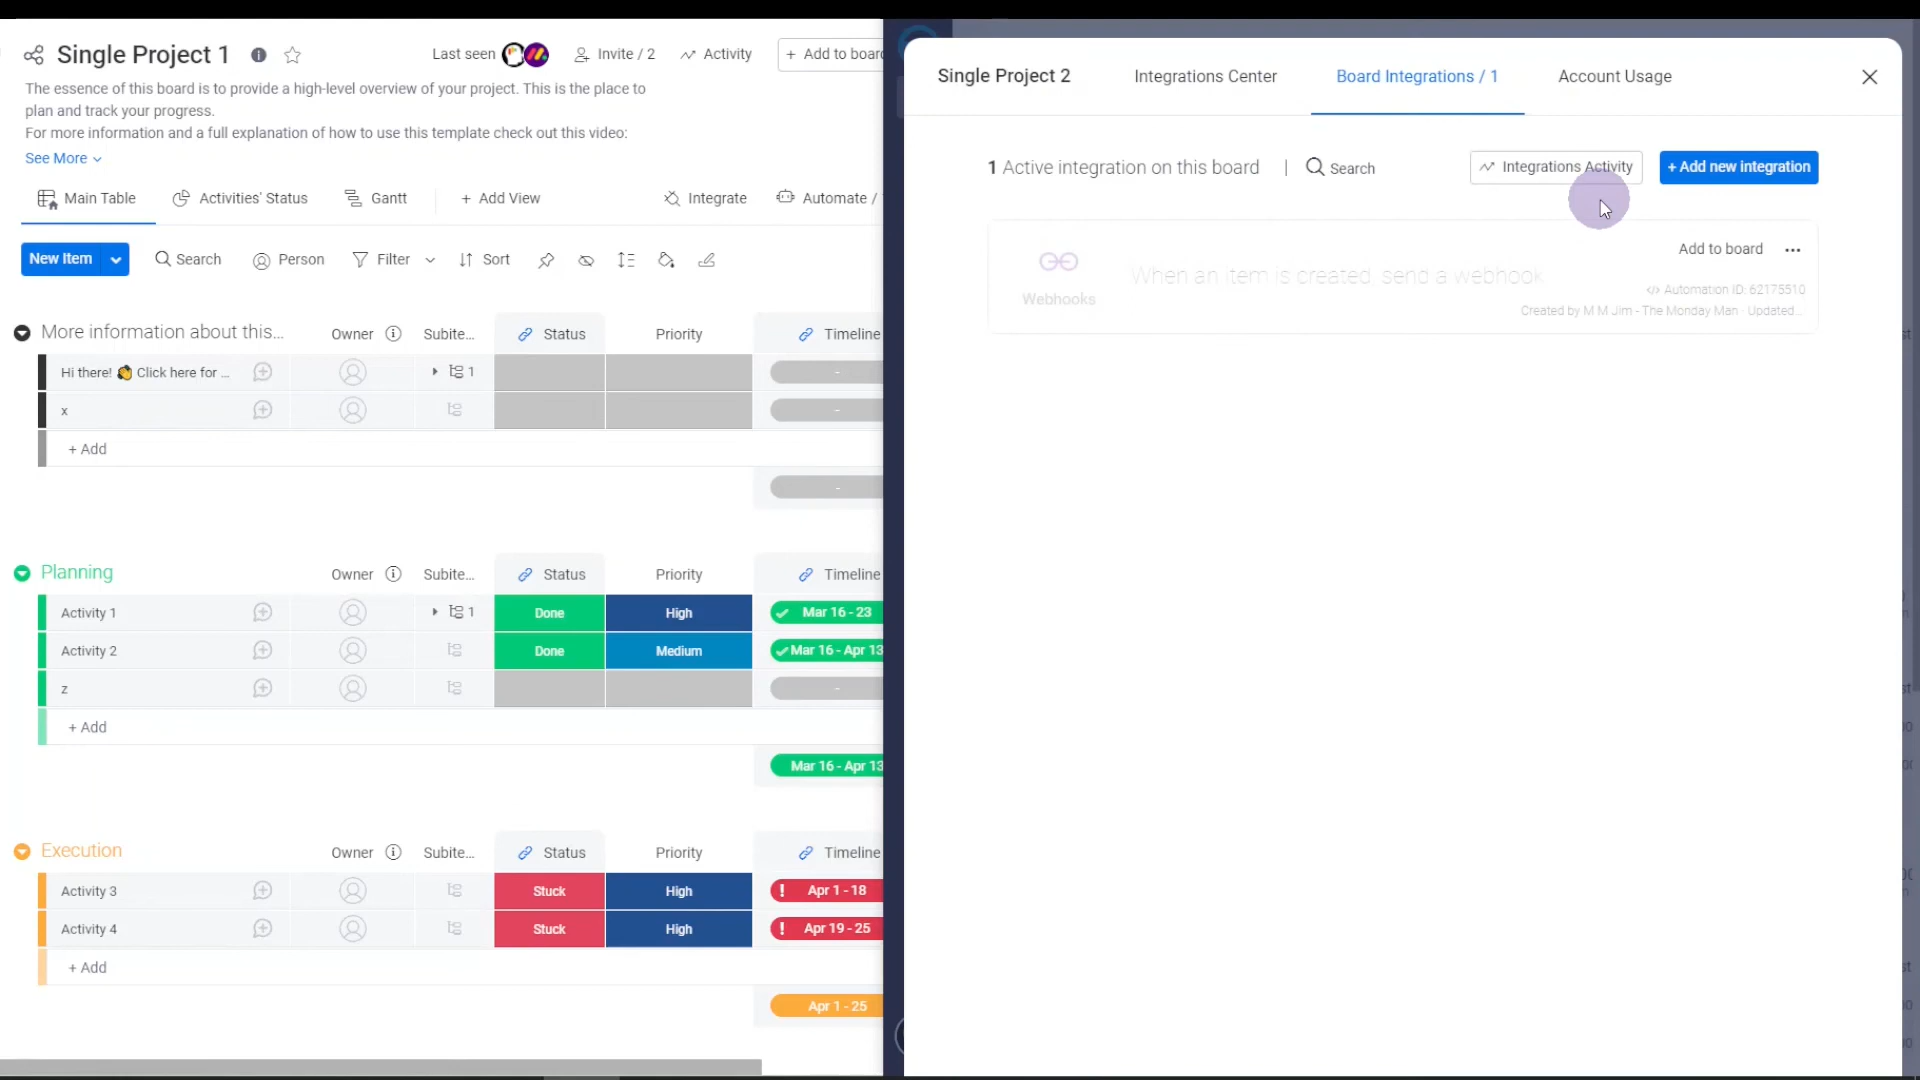 Single Project 1
Last seen
Invite / 2
Activity
+ Add to board
The essence of this board is to provide a high-level overview of your project. This is the place to
plan and track your progress.
For more information and a full explanation of how to use this template check out this video:
See More
Main Table
Activities' Status
Gantt
+ Add View
Integrate
Automate /
New Item
Search
Person
Filter
Sort
More information about this...
Owner
Subite...
Status
Priority
Timeline
Hi there! 👏 Click here for ...
1
-
x
-
+ Add
-
Planning
Owner
Subite...
Status
Priority
Timeline
Activity 1
1
Done
High
Mar 16 - 23
Activity 2
Done
Medium
Mar 16 - Apr 13
z
-
+ Add
Mar 16 - Apr 13
Execution
Owner
Subite...
Status
Priority
Timeline
Activity 3
Stuck
High
! Apr 1 - 18
Activity 4
Stuck
High
! Apr 19 - 25
+ Add
Apr 1 - 25
Single Project 2
Integrations Center
Board Integrations / 1
Account Usage
1 Active integration on this board
Search
Integrations Activity
+ Add new integration
Webhooks
When an item is created, send a webhook
Add to board
</> Automation ID: 62175510
Created by M M Jim - The Monday Man · Updated...